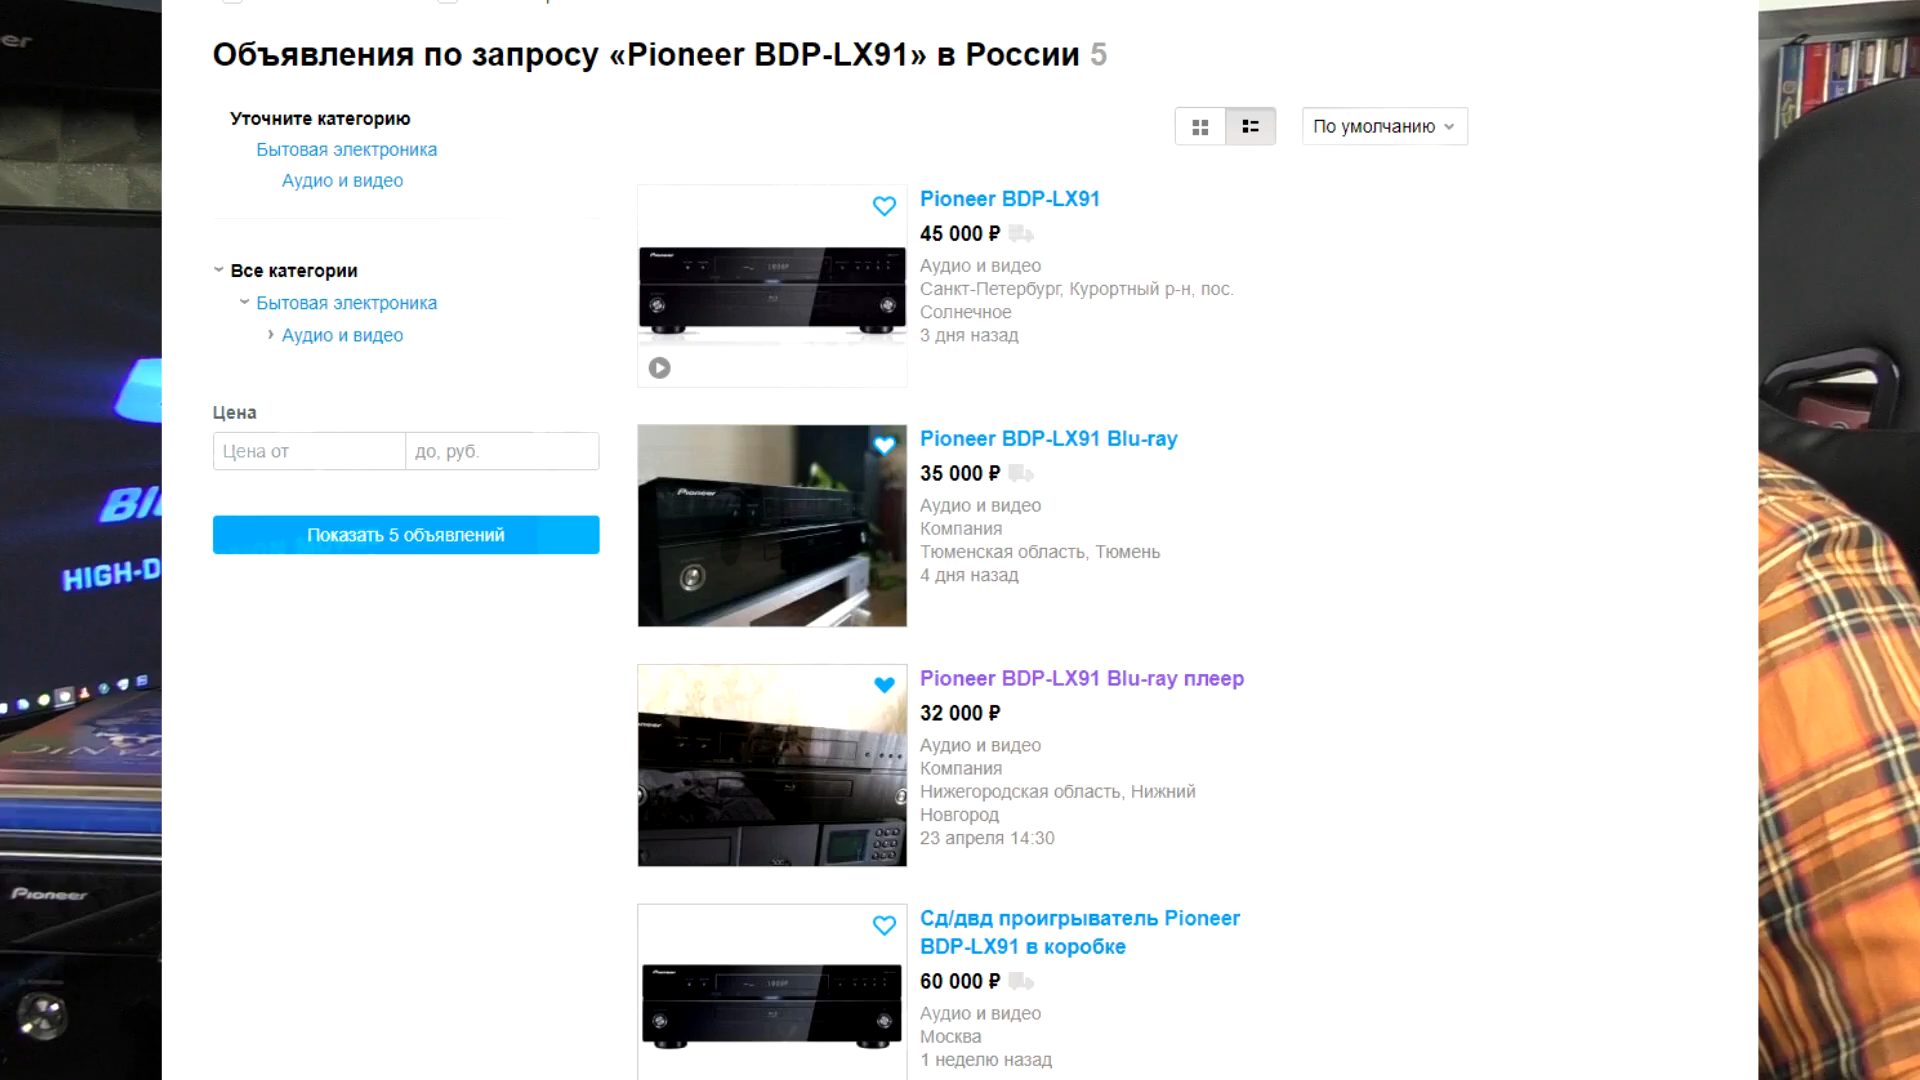 Объявления по запросу «Pioneer BDP-LX91» в России 5
Уточните категорию
Бытовая электроника
Аудио и видео
Все категории
Бытовая электроника
Аудио и видео
Цена
Цена от
до, руб.
Показать 5 объявлений
По умолчанию
Pioneer BDP-LX91
45 000 ₽
Аудио и видео
Санкт-Петербург, Курортный р-н, пос.
Солнечное
3 дня назад
Pioneer
Pioneer BDP-LX91 Blu-ray
35 000 ₽
Аудио и видео
Компания
Тюменская область, Тюмень
4 дня назад
Pioneer BDP-LX91 Blu-ray плеер
32 000 ₽
Аудио и видео
Компания
Нижегородская область, Нижний
Новгород
23 апреля 14:30
Сд/двд проигрыватель Pioneer
BDP-LX91 в коробке
60 000 ₽
Аудио и видео
Москва
1 неделю назад
HIGH-D
Pioneer